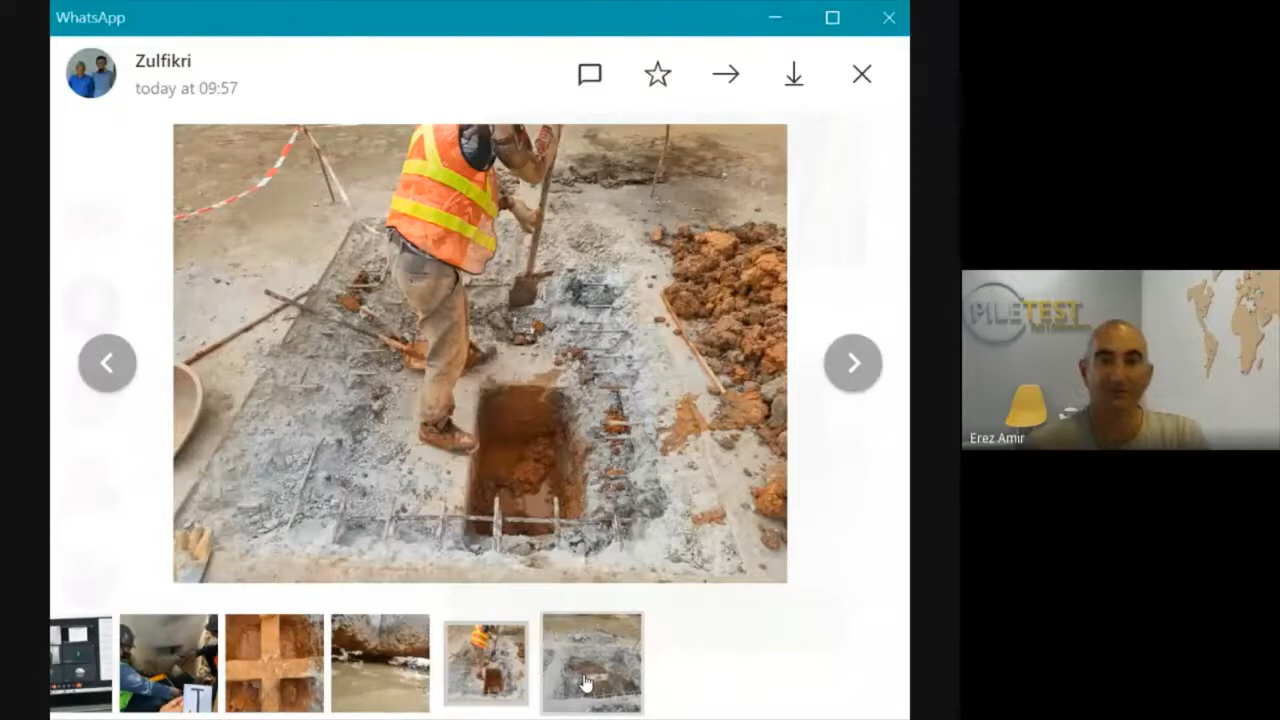 WhatsApp
Zulfikri
today at 09:57
PILETEST
Erez Amir
T